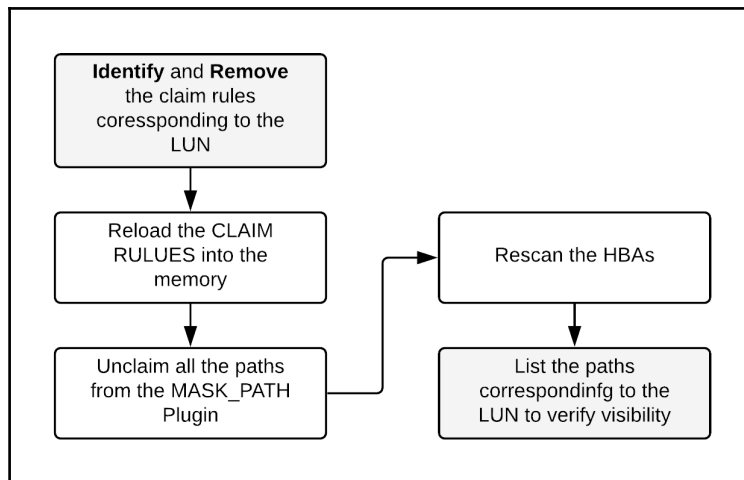 Identify and Remove
the claim rules
coressponding to the
LUN
Reload the CLAIM
RULUES into the
memory
Unclaim all the paths
from the MASK_PATH
Plugin
Rescan the HBAs
List the paths
correspondinfg to the
LUN to verify visibility